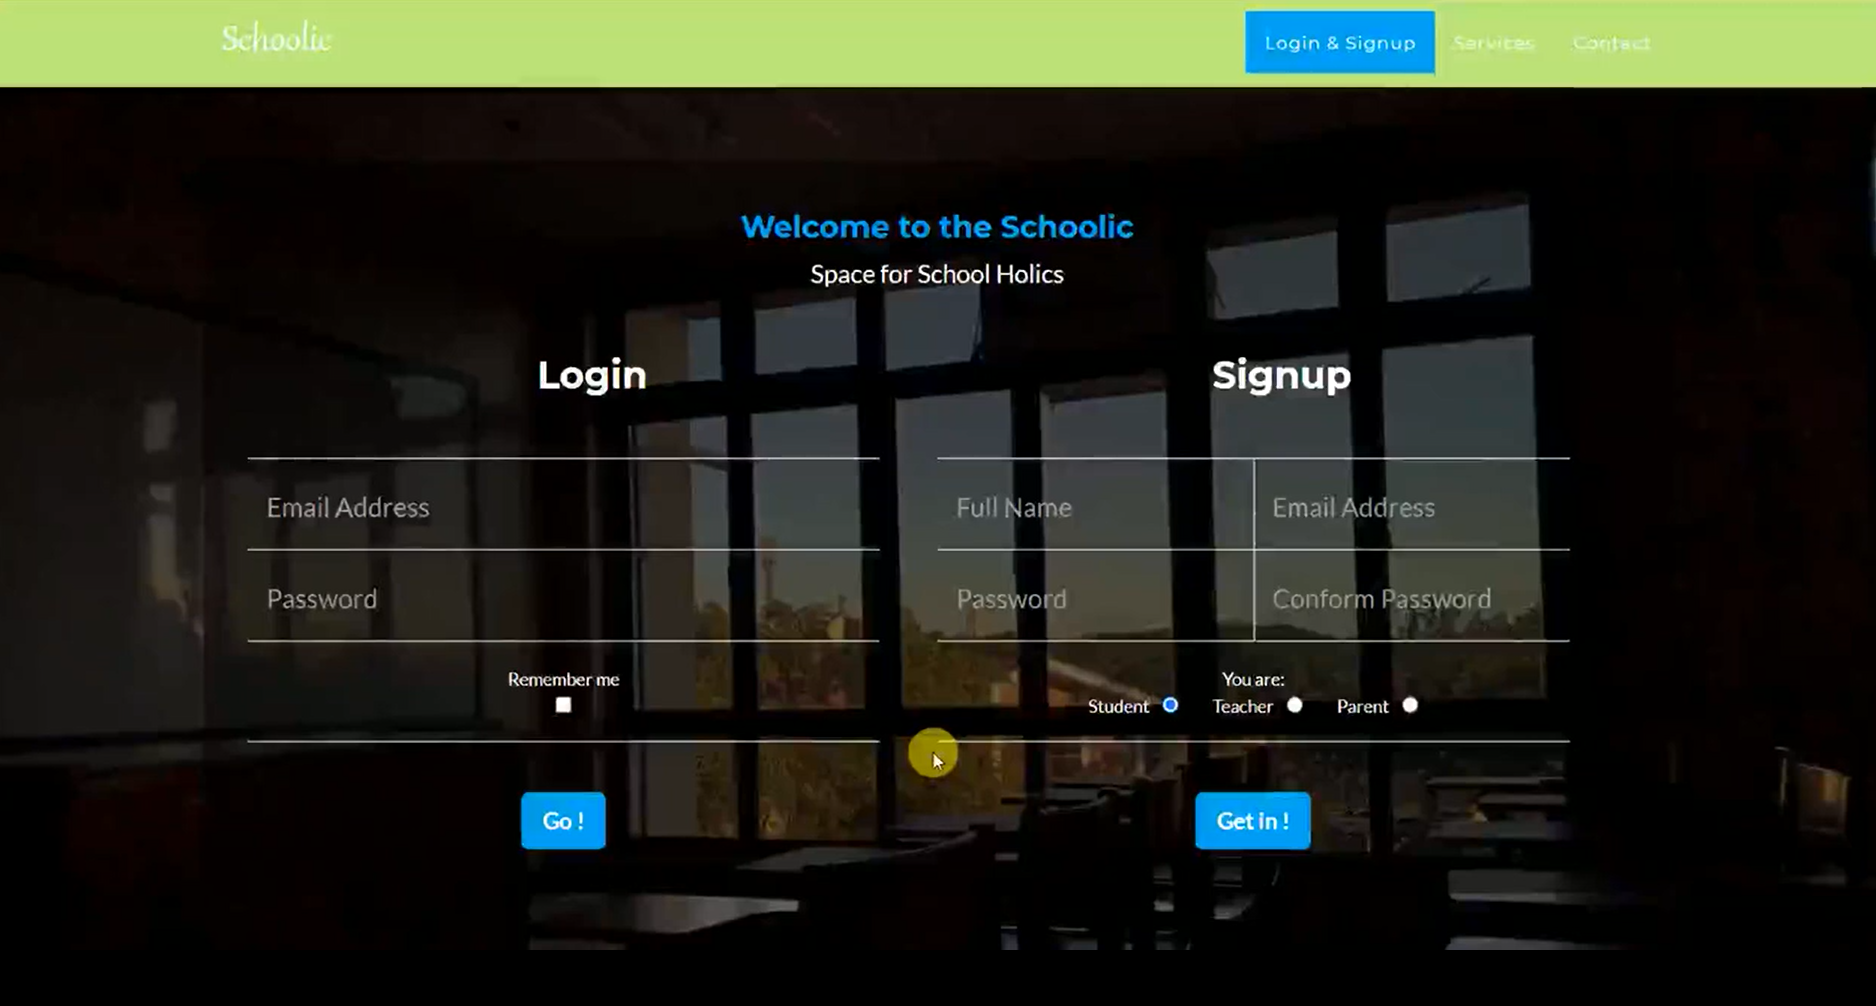 Schoolic
Login & Signup Services Contact
Welcome to the Schoolic
Space for School Holics
Login
Email Address
Password
Remember me
Go !
Signup
Full Name Email Address
Password Conform Password
You are:
Student Teacher Parent
Get in !